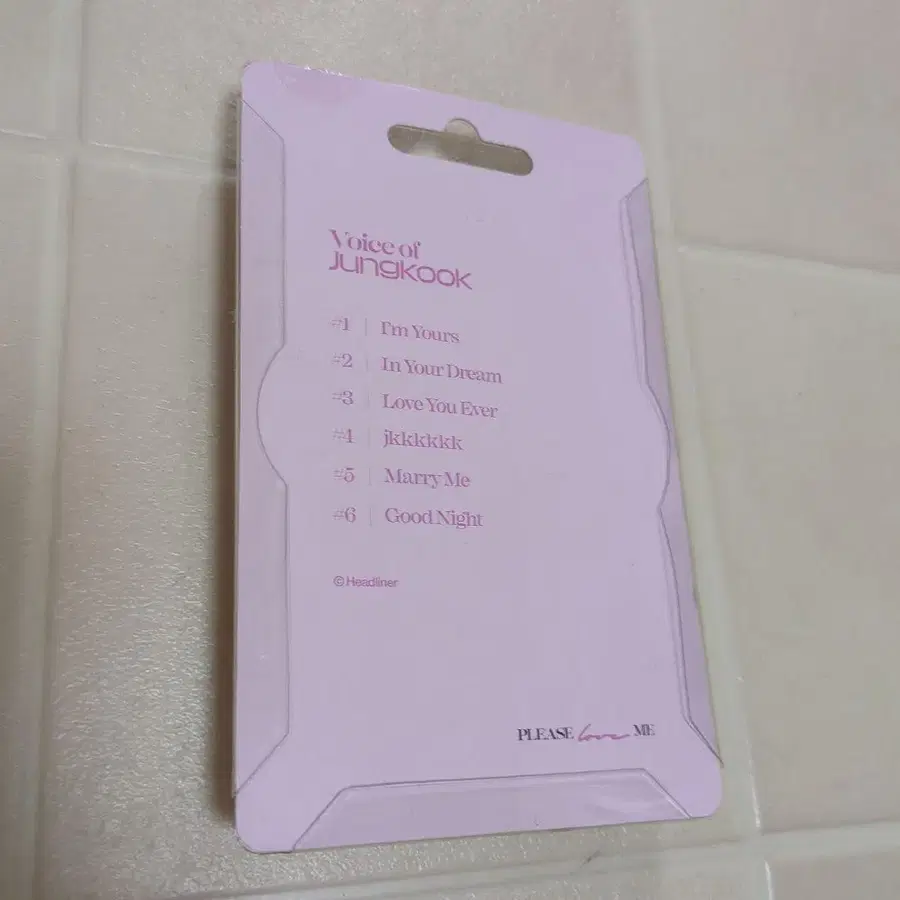 Voice of
Jungkook
#1 | I'm Yours
#2 | In Your Dream
#3 | Love You Ever
#4 | jkkkkkk
#5 | Marry Me
#6 | Good Night
© Headliner
PLEASE love ME